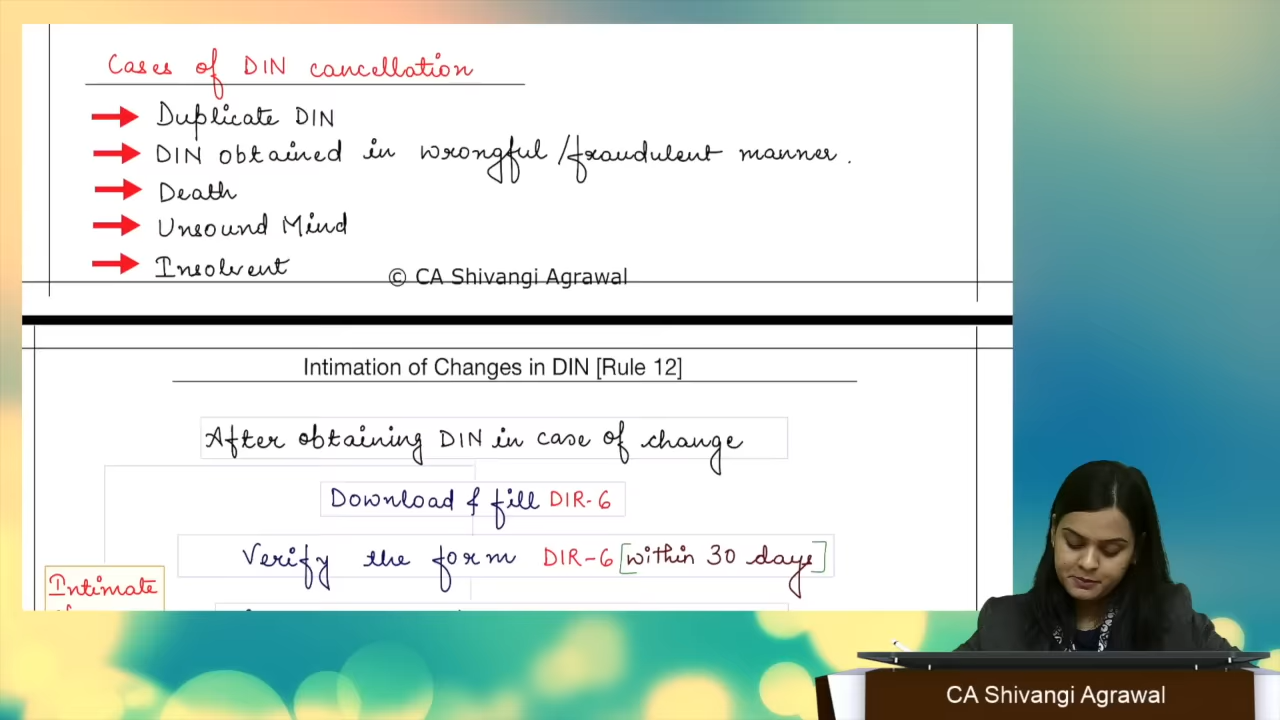 Cases of DIN cancellation
Duplicate DIN
DIN obtained in wrongful/fraudulent manner.
Death
Unsound Mind
Insolvent
© CA Shivangi Agrawal
Intimation of Changes in DIN [Rule 12]
After obtaining DIN in case of change
Download & fill DIR-6
Verify the form DIR-6 [within 30 days]
Intimate
CA Shivangi Agrawal